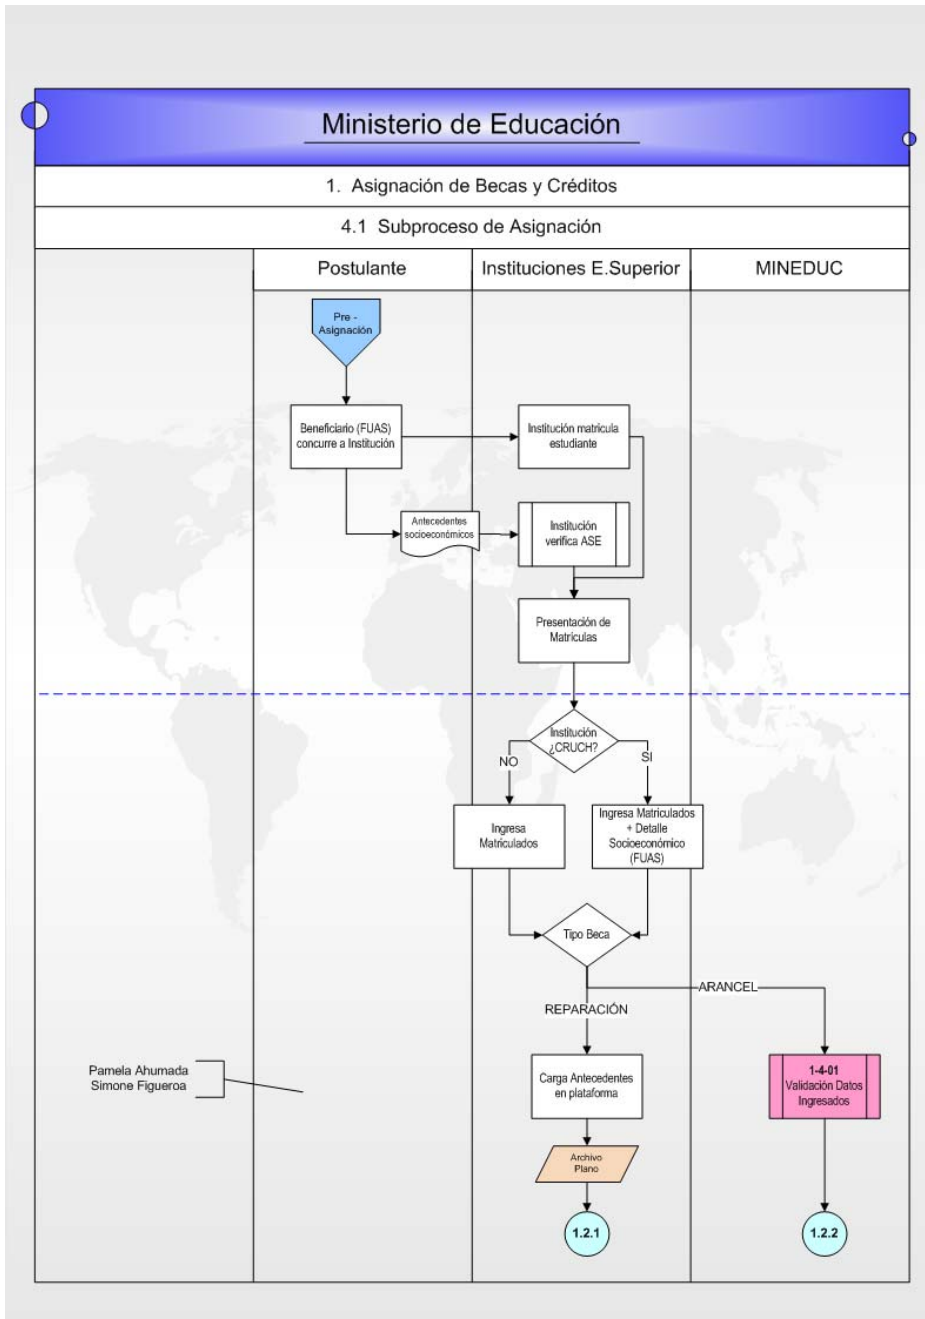 Ministerio de Educación
1. Asignación de Becas y Créditos
4.1 Subproceso de Asignación
Postulante
Instituciones E.Superior
MINEDUC
Pre -
Asignación
Beneficiario (FUAS)
concurre a Institución
Institución matrícula
estudiante
Antecedentes
socioeconómicos
Institución
verifica ASE
Presentación de
Matrículas
Institución
¿CRUCH?
NO
SI
Ingresa
Matriculados
Ingresa Matriculados
+ Detalle
Socioeconómico
(FUAS)
Tipo Beca
ARANCEL
REPARACIÓN
Pamela Ahumada
Simone Figueroa
Carga Antecedentes
en plataforma
1-4-01
Validación Datos
Ingresados
Archivo
Plano
1.2.1
1.2.2